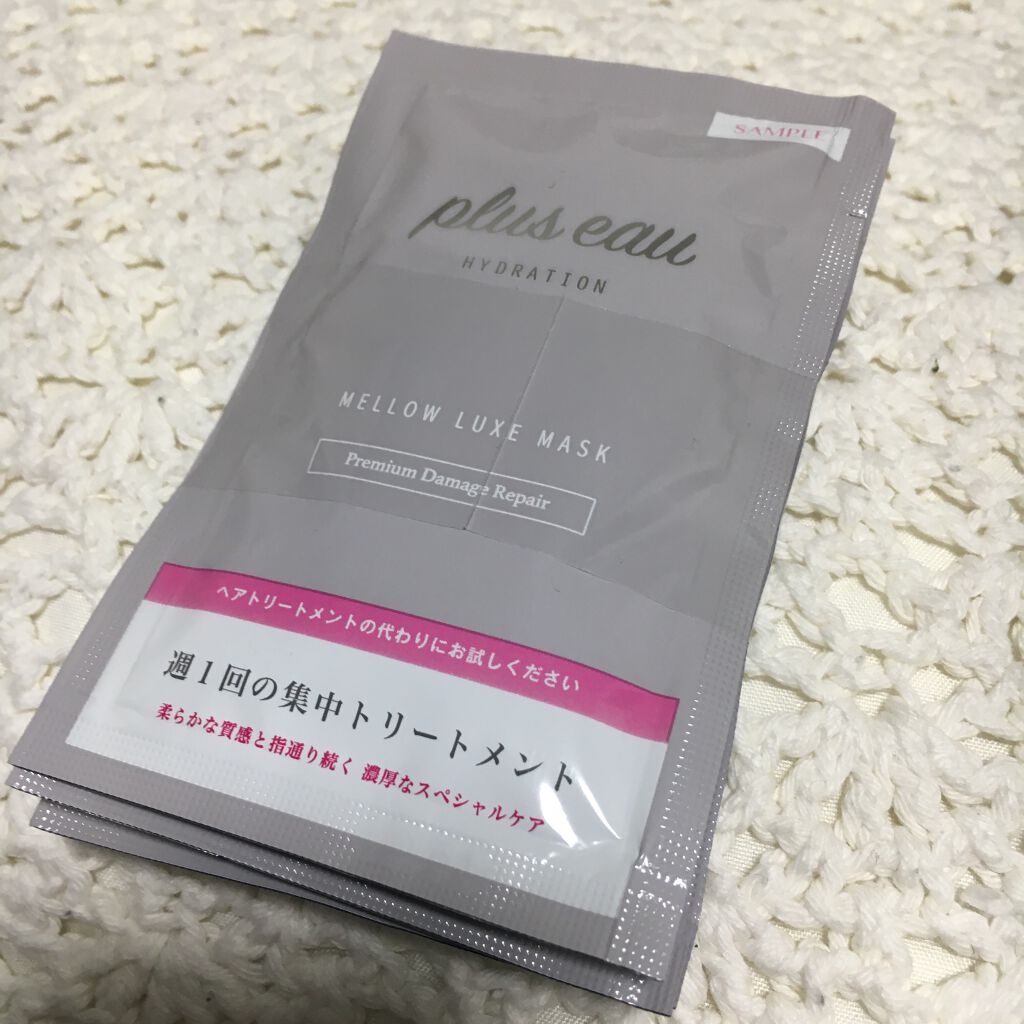 SAMPLE
plus eau
HYDRATION
MELLOW LUXE MASK
Premium Damage Repair
ヘアトリートメントの代わりにお試しください
週1回の集中トリートメント
柔らかな質感と指通り続く 濃厚なスペシャルケア